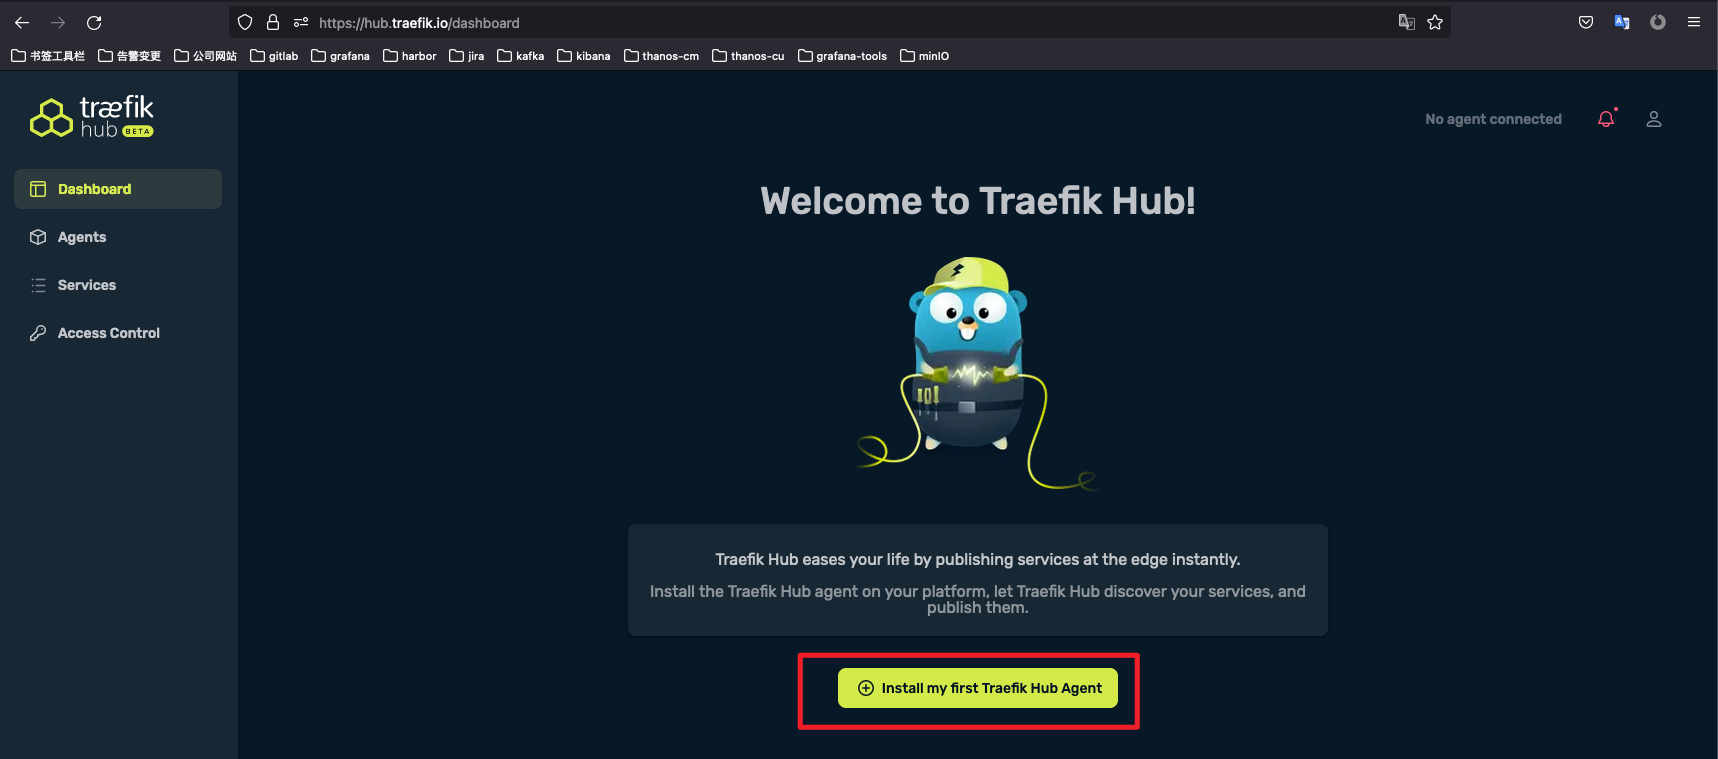 https://hub.traefik.io/dashboard
书签工具栏 告警变更 公司网站 gitlab grafana harbor jira kafka kibana thanos-cm thanos-cu grafana-tools minIO
træfik
hub BETA
No agent connected
Dashboard
Agents
Services
Access Control
Welcome to Traefik Hub!
Traefik Hub eases your life by publishing services at the edge instantly.
Install the Traefik Hub agent on your platform, let Traefik Hub discover your services, and
publish them.
Install my first Traefik Hub Agent